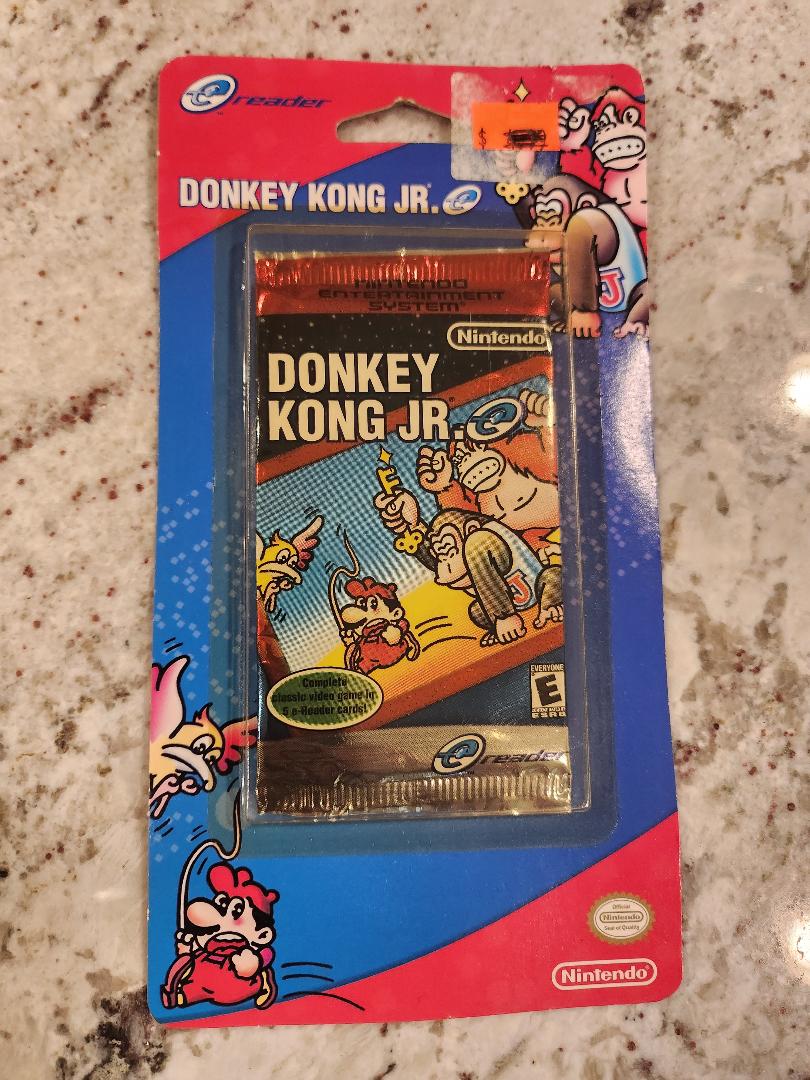 e reader™
$
DONKEY KONG JR.® e
J
NINTENDO
ENTERTAINMENT
SYSTEM®
Nintendo
DONKEY
KONG JR.® e
J
Complete
classic video game in
5 e-Reader cards!
EVERYONE
E
ESRB
e reader
Official
Nintendo
Seal of Quality
Nintendo®